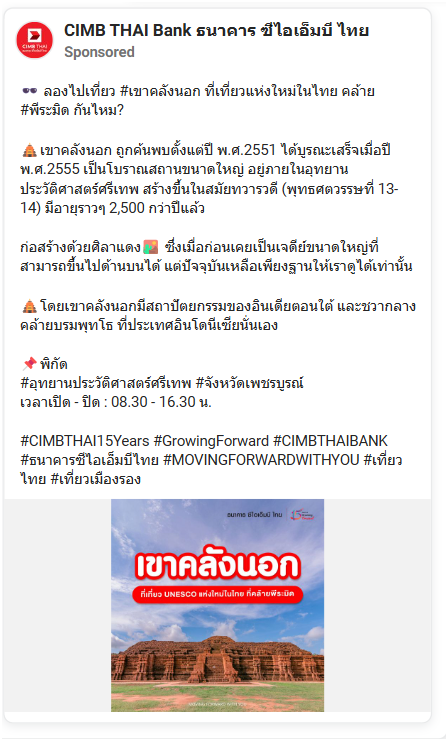 CIMB THAI Bank ธนาคาร ซีไอเอ็มบี ไทย
Sponsored
ลองไปเที่ยว #เขาคลังนอก ที่เที่ยวแห่งใหม่ในไทย คล้าย
#พีระมิด กันไหม?
เขาคลังนอก ถูกค้นพบตั้งแต่ปี พ.ศ.2551 ได้บูรณะเสร็จเมื่อปี
พ.ศ.2555 เป็นโบราณสถานขนาดใหญ่ อยู่ภายในอุทยาน
ประวัติศาสตร์ศรีเทพ สร้างขึ้นในสมัยทวารวดี (พุทธศตวรรษที่ 13-
14) มีอายุราวๆ 2,500 กว่าปีแล้ว
ก่อสร้างด้วยศิลาแดง ซึ่งเมื่อก่อนเคยเป็นเจดีย์ขนาดใหญ่ที่
สามารถขึ้นไปด้านบนได้ แต่ปัจจุบันเหลือเพียงฐานให้เราดูได้เท่านั้น
โดยเขาคลังนอกมีสถาปัตยกรรมของอินเดียตอนใต้ และชวากลาง
คล้ายบรมพุทโธ ที่ประเทศอินโดนีเซียนั่นเอง
พิกัด
#อุทยานประวัติศาสตร์ศรีเทพ #จังหวัดเพชรบูรณ์
เวลาเปิด - ปิด : 08.30 - 16.30 น.
#CIMBTHAI15Years #GrowingForward #CIMBTHAIBANK
#ธนาคารซีไอเอ็มบีไทย #MOVINGFORWARDWITHYOU #เที่ยว
ไทย #เที่ยวเมืองรอง
ธนาคาร ซีไอเอ็มบี ไทย
เขาคลังนอก
ที่เที่ยว UNESCO แห่งใหม่ในไทย ที่คล้ายพีระมิด